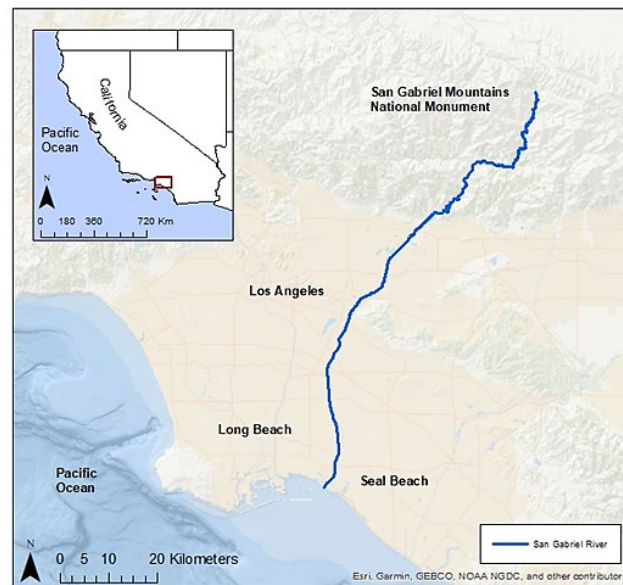 San Gabriel Mountains
National Monument
California
Pacific
Ocean
N
0 180 360 720 Km
Los Angeles
Long Beach
Pacific
Ocean
Seal Beach
San Gabriel River
N
0 5 10 20 Kilometers
Esri, Garmin, GEBCO, NOAA NGDC, and other contributor